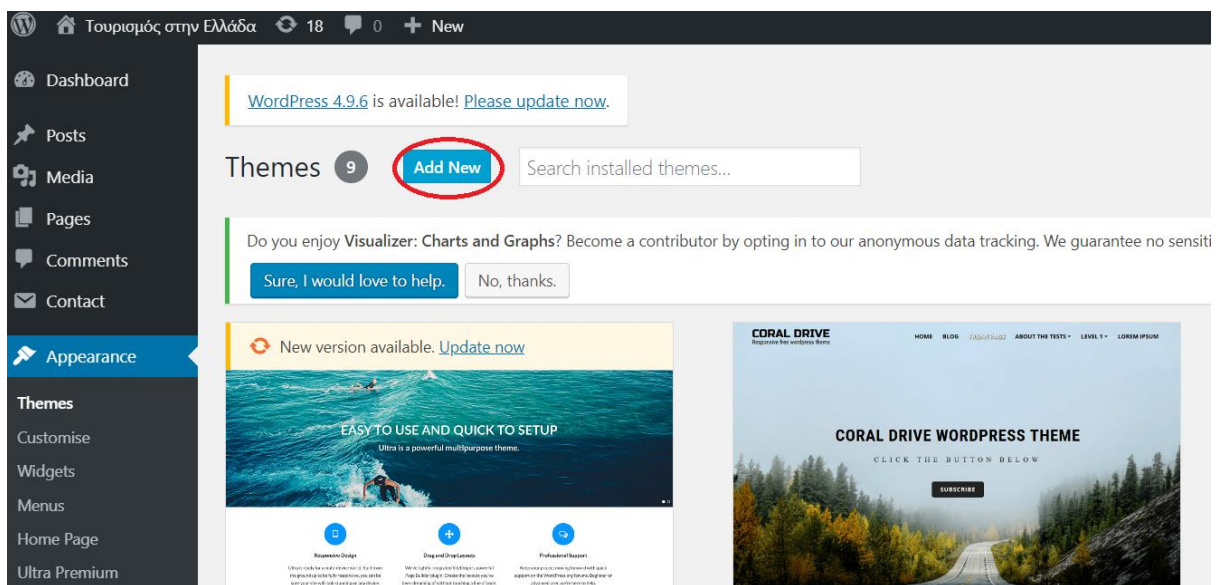 Τουρισμός στην Ελλάδα 18 0 + New
Dashboard
Posts
Media
Pages
Comments
Contact
Appearance
Themes
Customise
Widgets
Menus
Home Page
Ultra Premium
WordPress 4.9.6 is available! Please update now.
Themes 9 Add New Search installed themes...
Do you enjoy Visualizer: Charts and Graphs? Become a contributor by opting in to our anonymous data tracking. We guarantee no sensiti
Sure, I would love to help. No, thanks.
New version available. Update now
EASY TO USE AND QUICK TO SETUP
Ultra is a powerful multipurpose theme.
Responsive Design Drag and Drop Layouts Professional Support
CORAL DRIVE
Responsive free wordpress theme
HOME BLOG FRONT PAGE ABOUT THE TESTS LEVEL 1 LOREM IPSUM
CORAL DRIVE WORDPRESS THEME
CLICK THE BUTTON BELOW
SUBSCRIBE